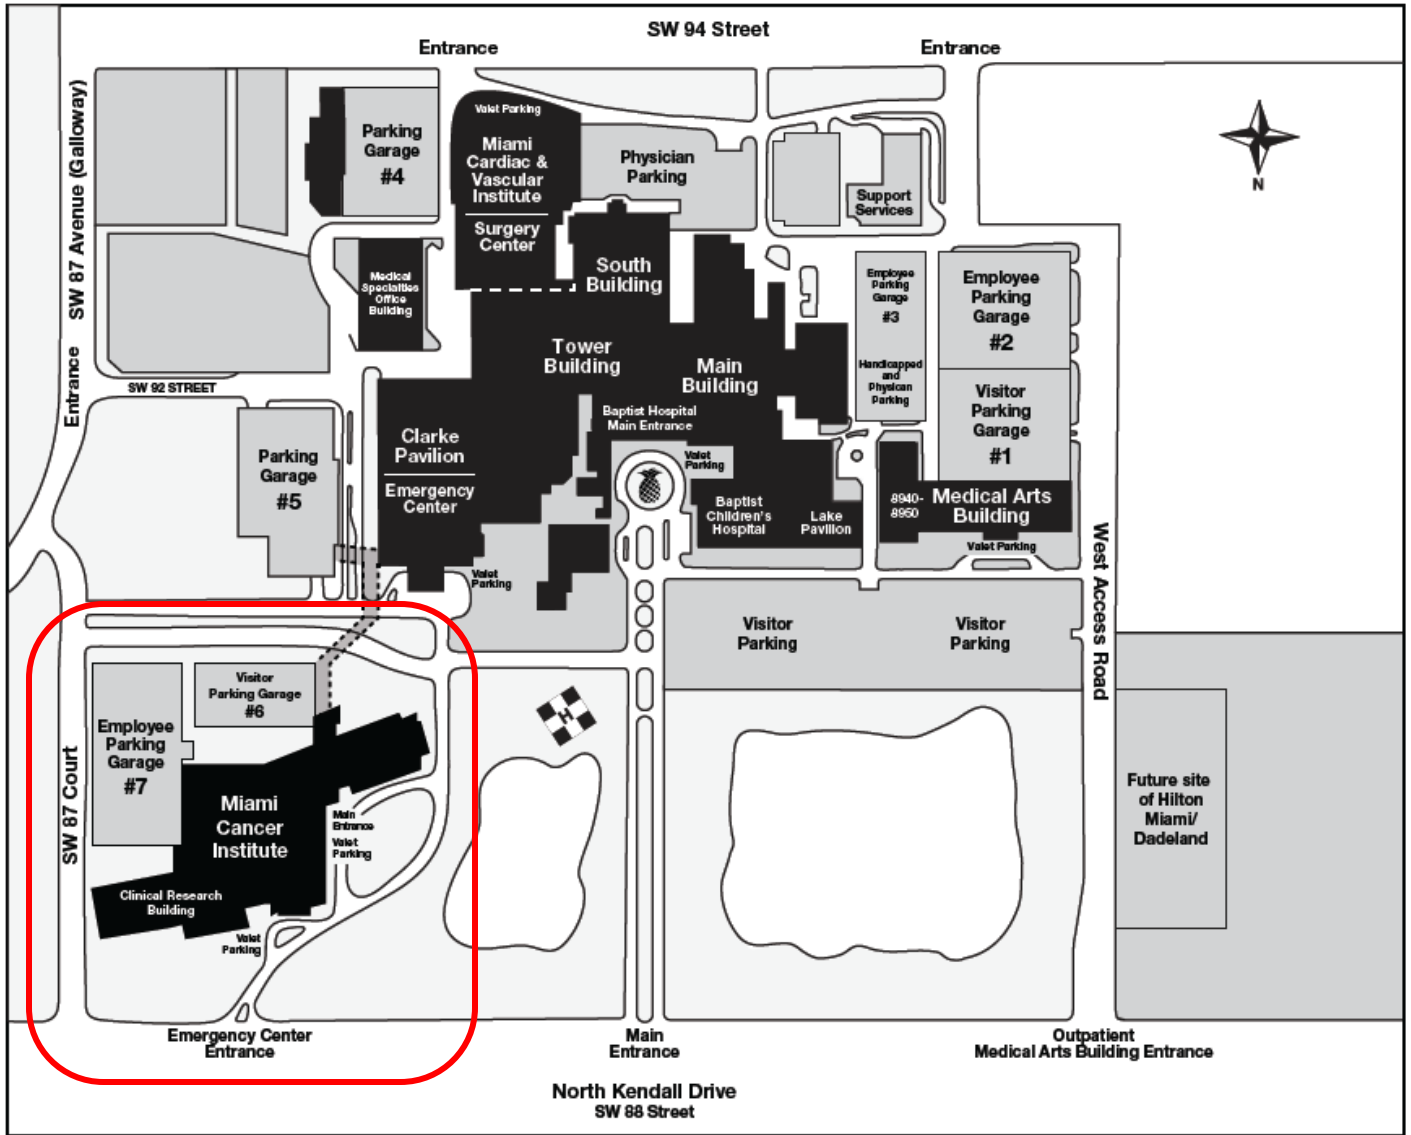 SW 94 Street
Entrance
Entrance
SW 87 Avenue (Galloway)
Entrance
Parking
Garage
#4
Valet Parking
Miami
Cardiac &
Vascular
Institute
Surgery
Center
Physician
Parking
Support
Services
N
Medical
Specialties
Office
Building
South
Building
Employee
Parking
Garage
#3
Handicapped
and
Physican
Parking
Employee
Parking
Garage
#2
Visitor
Parking
Garage
#1
Tower
Building
Main
Building
SW 92 STREET
Baptist Hospital
Main Entrance
Clarke
Pavilion
Emergency
Center
Parking
Garage
#5
Valet
Parking
Baptist
Children's
Hospital
Lake
Pavilion
8940-
8950
Medical Arts
Building
Valet Parking
Valet
Parking
West Access Road
Visitor
Parking
Visitor
Parking
Visitor
Parking Garage
#6
Employee
Parking
Garage
#7
SW 87 Court
H
Miami
Cancer
Institute
Main
Entrance
Valet
Parking
Clinical Research
Building
Valet
Parking
Future site
of Hilton
Miami/
Dadeland
Emergency Center
Entrance
Main
Entrance
Outpatient
Medical Arts Building Entrance
North Kendall Drive
SW 88 Street